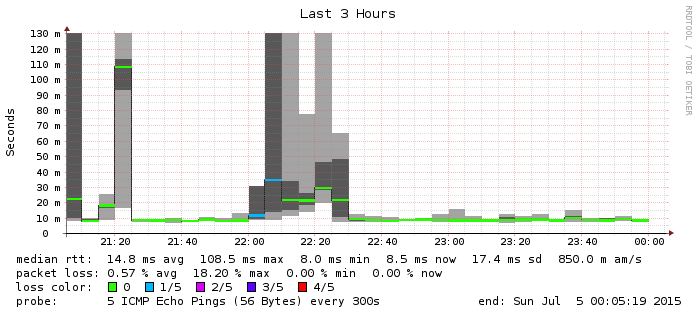 Last 3 Hours
RRDTOOL / TOBI OETIKER
Seconds
130 m
120 m
110 m
100 m
90 m
80 m
70 m
60 m
50 m
40 m
30 m
20 m
10 m
0
21:20 21:40 22:00 22:20 22:40 23:00 23:20 23:40 00:00
median rtt: 14.8 ms avg 108.5 ms max 8.0 ms min 8.5 ms now 17.4 ms sd 850.0 m am/s
packet loss: 0.57 % avg 18.20 % max 0.00 % min 0.00 % now
loss color: 0 1/5 2/5 3/5 4/5
probe: 5 ICMP Echo Pings (56 Bytes) every 300s end: Sun Jul 5 00:05:19 2015